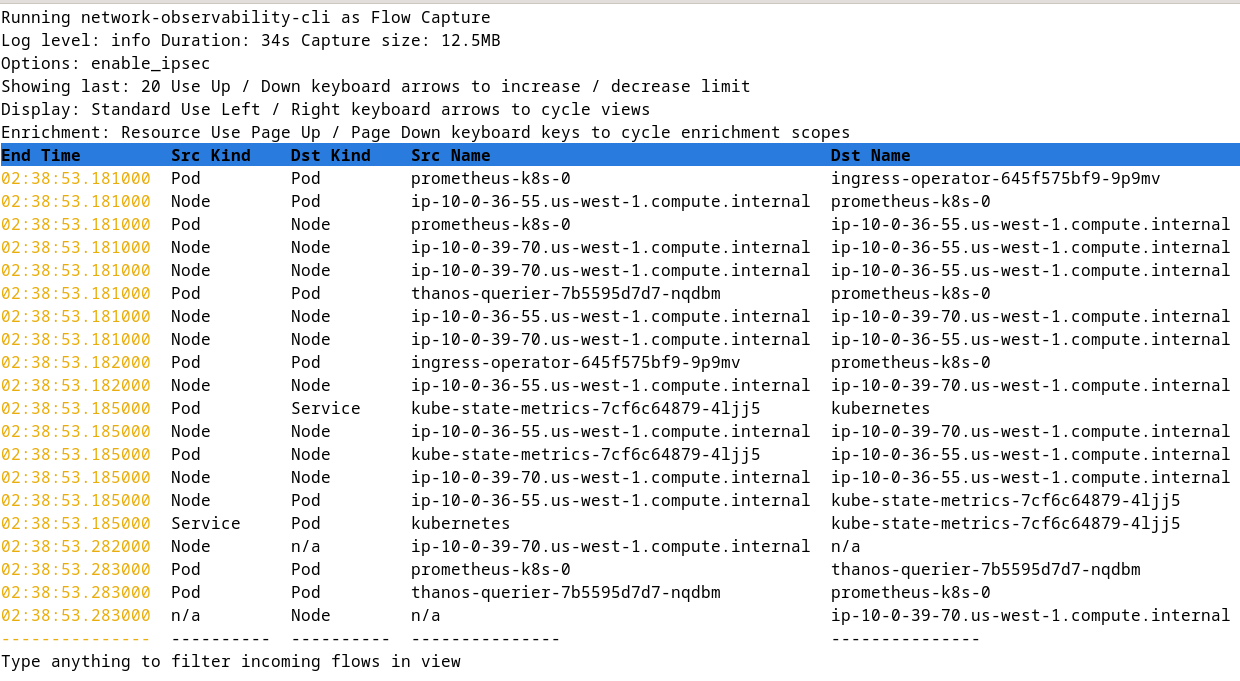 Running network-observability-cli as Flow Capture
Log level: info Duration: 34s Capture size: 12.5MB
Options: enable_ipsec
Showing last: 20 Use Up / Down keyboard arrows to increase / decrease limit
Display: Standard Use Left / Right keyboard arrows to cycle views
Enrichment: Resource Use Page Up / Page Down keyboard keys to cycle enrichment scopes
End Time  Src Kind  Dst Kind  Src Name  Dst Name
02:38:53.181000  Pod  Pod  prometheus-k8s-0  ingress-operator-645f575bf9-9p9mv
02:38:53.181000  Node  Pod  ip-10-0-36-55.us-west-1.compute.internal  prometheus-k8s-0
02:38:53.181000  Pod  Node  prometheus-k8s-0  ip-10-0-36-55.us-west-1.compute.internal
02:38:53.181000  Node  Node  ip-10-0-39-70.us-west-1.compute.internal  ip-10-0-36-55.us-west-1.compute.internal
02:38:53.181000  Node  Node  ip-10-0-39-70.us-west-1.compute.internal  ip-10-0-36-55.us-west-1.compute.internal
02:38:53.181000  Pod  Pod  thanos-querier-7b5595d7d7-nqdbm  prometheus-k8s-0
02:38:53.181000  Node  Node  ip-10-0-36-55.us-west-1.compute.internal  ip-10-0-39-70.us-west-1.compute.internal
02:38:53.181000  Node  Node  ip-10-0-39-70.us-west-1.compute.internal  ip-10-0-36-55.us-west-1.compute.internal
02:38:53.182000  Pod  Pod  ingress-operator-645f575bf9-9p9mv  prometheus-k8s-0
02:38:53.182000  Node  Node  ip-10-0-36-55.us-west-1.compute.internal  ip-10-0-39-70.us-west-1.compute.internal
02:38:53.185000  Pod  Service  kube-state-metrics-7cf6c64879-4ljj5  kubernetes
02:38:53.185000  Node  Node  ip-10-0-36-55.us-west-1.compute.internal  ip-10-0-39-70.us-west-1.compute.internal
02:38:53.185000  Pod  Node  kube-state-metrics-7cf6c64879-4ljj5  ip-10-0-36-55.us-west-1.compute.internal
02:38:53.185000  Node  Node  ip-10-0-39-70.us-west-1.compute.internal  ip-10-0-36-55.us-west-1.compute.internal
02:38:53.185000  Node  Pod  ip-10-0-36-55.us-west-1.compute.internal  kube-state-metrics-7cf6c64879-4ljj5
02:38:53.185000  Service  Pod  kubernetes  kube-state-metrics-7cf6c64879-4ljj5
02:38:53.282000  Node  n/a  ip-10-0-39-70.us-west-1.compute.internal  n/a
02:38:53.283000  Pod  Pod  prometheus-k8s-0  thanos-querier-7b5595d7d7-nqdbm
02:38:53.283000  Pod  Pod  thanos-querier-7b5595d7d7-nqdbm  prometheus-k8s-0
02:38:53.283000  n/a  Node  n/a  ip-10-0-39-70.us-west-1.compute.internal
---------------  ----------  ----------  ---------------  ---------------
Type anything to filter incoming flows in view